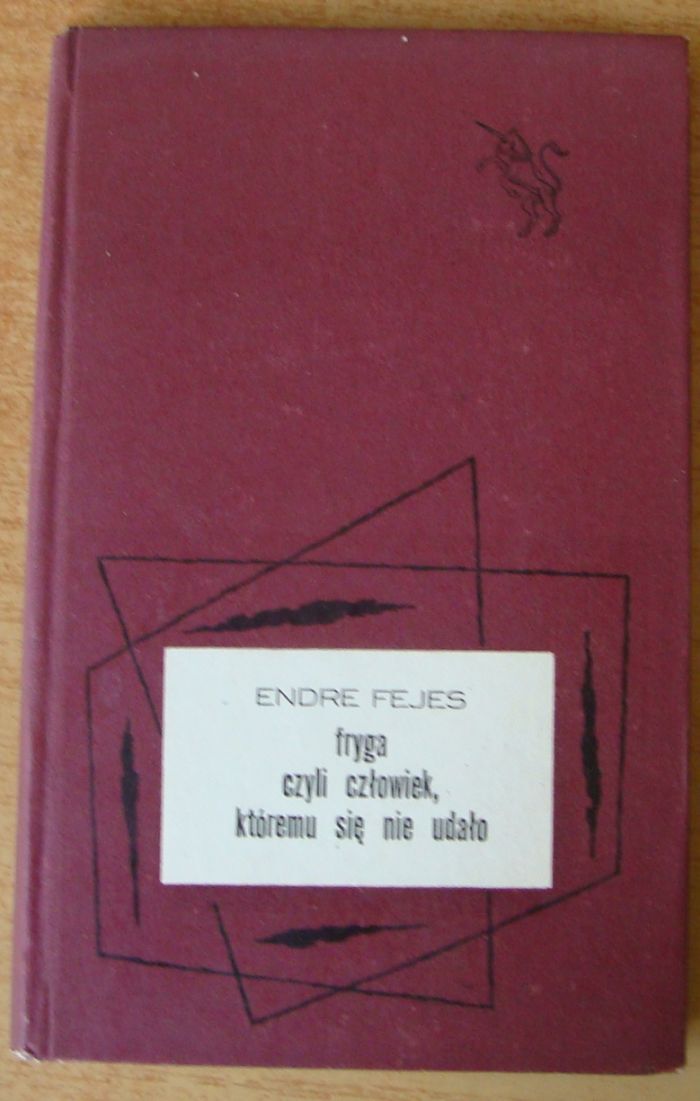 ENDRE FEJES
fryga
czyli człowiek,
któremu się nie udało